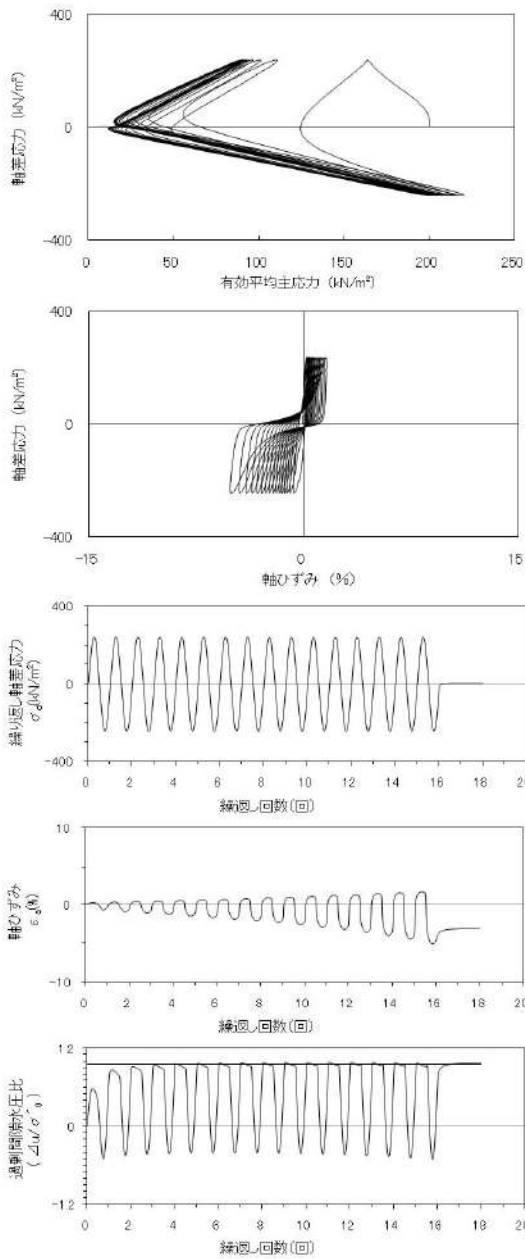 軸差応力 (kN/m²)
400
0
-400
0
50
100
150
200
250
有効平均主応力 (kN/m²)
軸差応力 (kN/m²)
400
0
-400
-15
0
15
軸ひずみ (%)
繰り返し軸差応力
σd(kN/m²)
400
0
-400
0 2 4 6 8 10 12 14 16 18 20
繰返し回数(回)
軸ひずみ
εa(%)
10
0
-10
0 2 4 6 8 10 12 14 16 18 20
繰返し回数(回)
過剰間隙水圧比
(Δu/σ'0)
1.2
0
-1.2
0 2 4 6 8 10 12 14 16 18 20
繰返し回数(回)